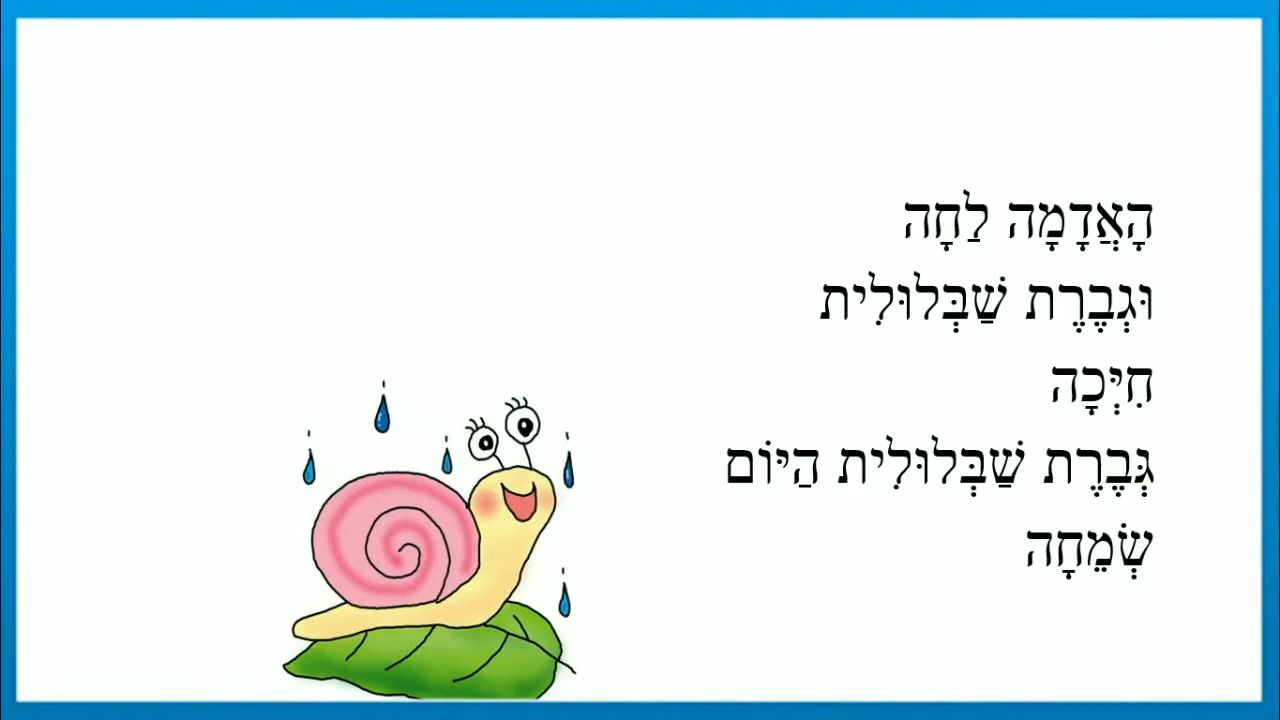 הָאֲדָמָה לַחָה
וּגְבֶרֶת שַׁבְּלוּלִית
חִיְּכָה
גְּבֶרֶת שַׁבְּלוּלִית הַיּוֹם
שְׂמֵחָה